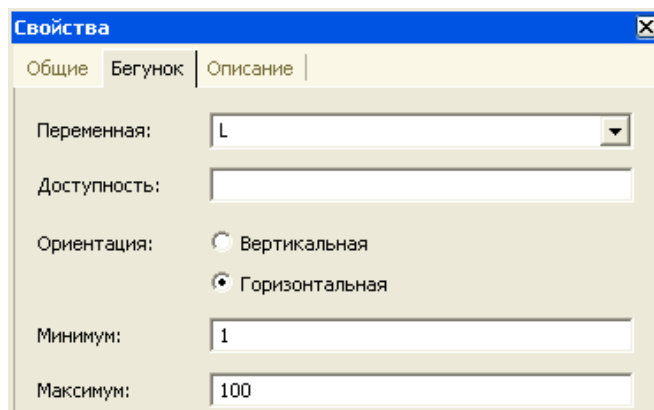 Свойства
Общие Бегунок Описание
Переменная: L
Доступность:
Ориентация: Вертикальная
Горизонтальная
Минимум: 1
Максимум: 100